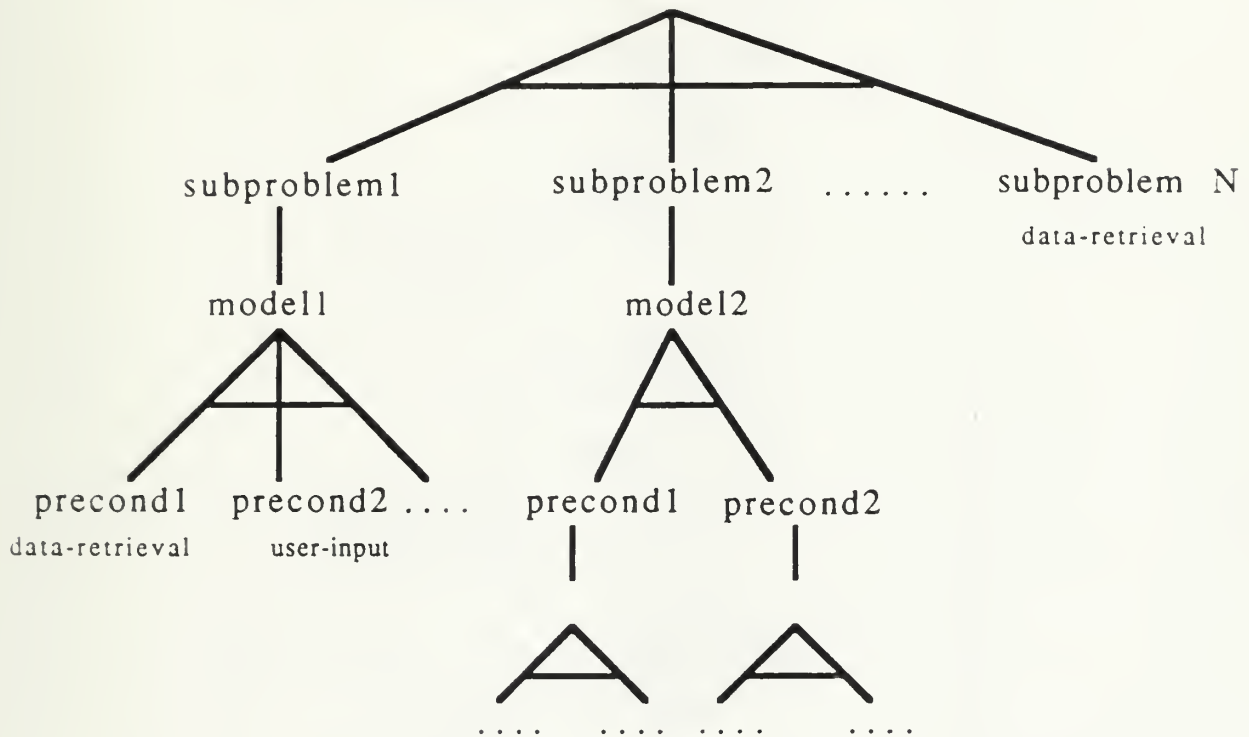 subproblem1 subproblem2 ...... subproblem N
data-retrieval
model1 model2
precond1 precond2 .... precond1 precond2
data-retrieval user-input
.... .... .... ....